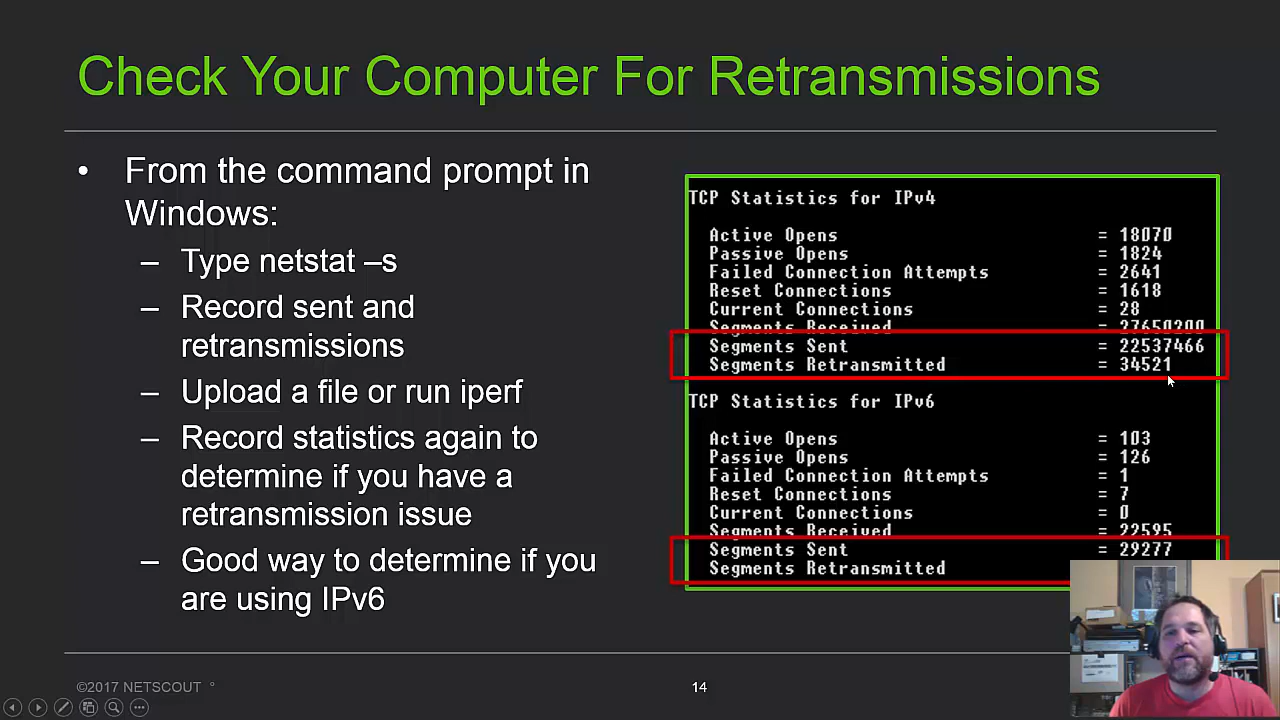 Check Your Computer For Retransmissions
• From the command prompt in
Windows:
– Type netstat –s
– Record sent and
retransmissions
– Upload a file or run iperf
– Record statistics again to
determine if you have a
retransmission issue
– Good way to determine if you
are using IPv6
TCP Statistics for IPv4
Active Opens = 18070
Passive Opens = 1824
Failed Connection Attempts = 2641
Reset Connections = 1618
Current Connections = 28
Segments Received = 27650200
Segments Sent = 22537466
Segments Retransmitted = 34521
TCP Statistics for IPv6
Active Opens = 103
Passive Opens = 126
Failed Connection Attempts = 1
Reset Connections = 7
Current Connections = 0
Segments Received = 22595
Segments Sent = 29277
Segments Retransmitted
©2017 NETSCOUT
14